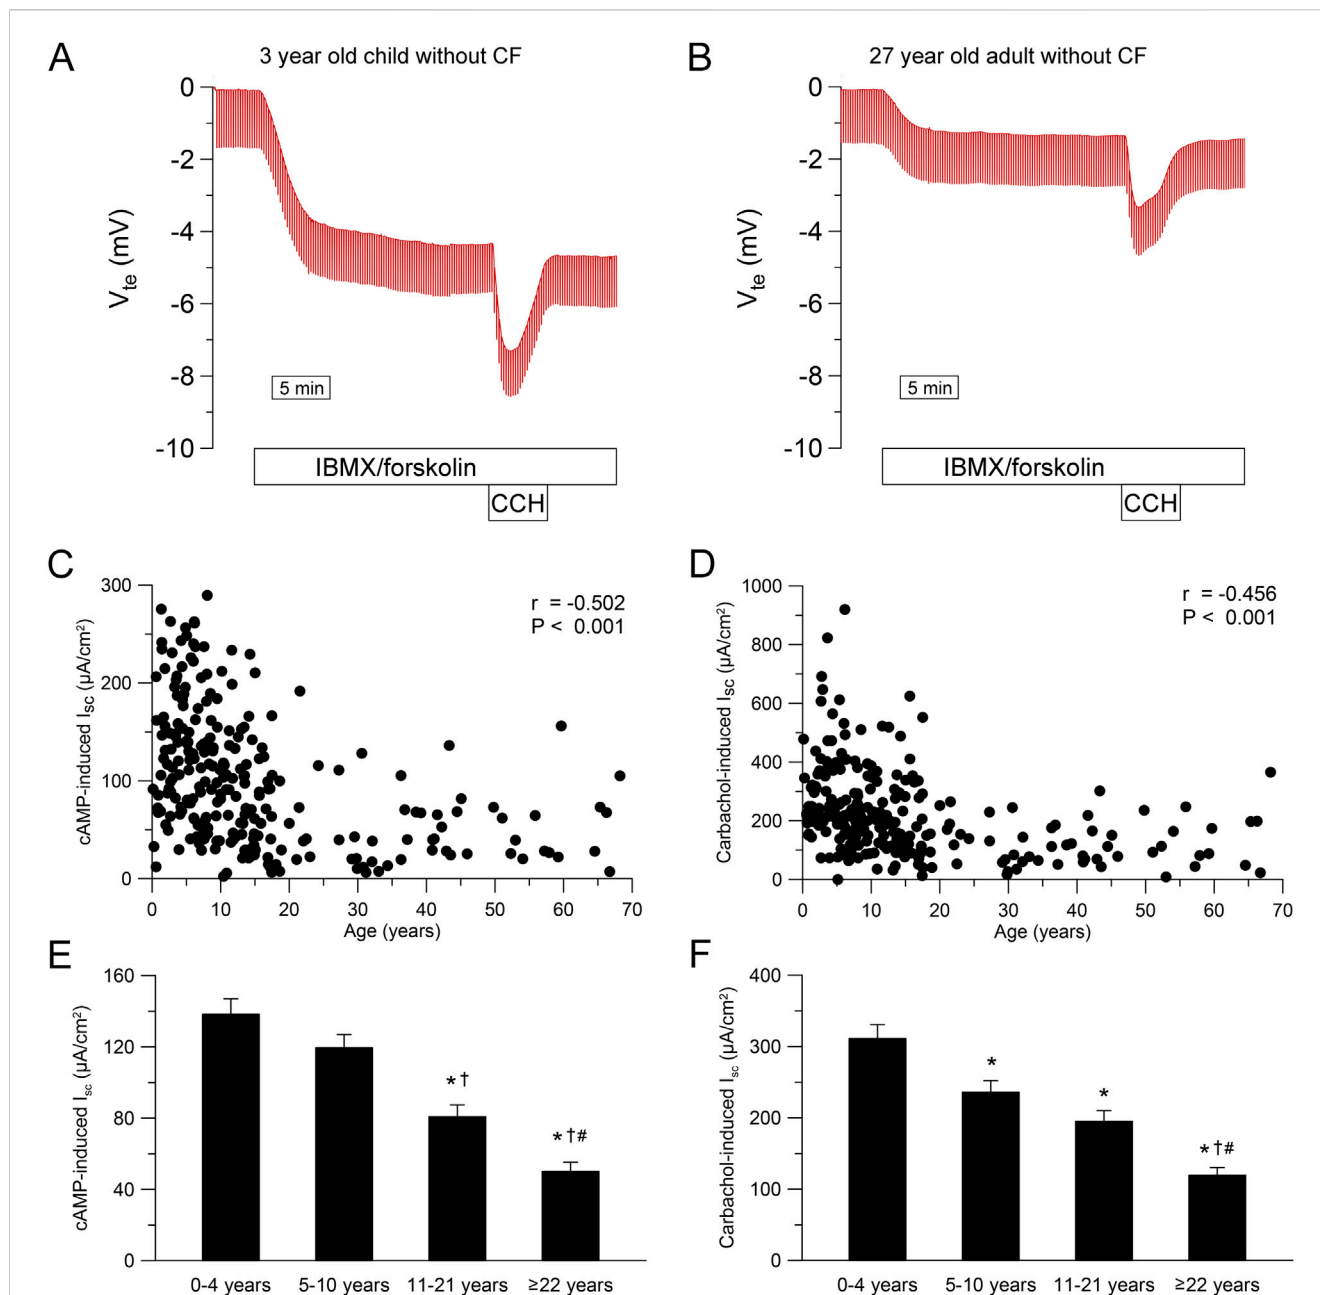 A
3 year old child without CF
0
-2
-4
-6
-8
-10
V_te (mV)
5 min
IBMX/forskolin
CCH
B
27 year old adult without CF
0
-2
-4
-6
-8
-10
V_te (mV)
5 min
IBMX/forskolin
CCH
C
300
200
100
0
cAMP-induced I_sc (µA/cm²)
r = -0.502
P < 0.001
0 10 20 30 40 50 60 70
Age (years)
D
1000
800
600
400
200
0
Carbachol-induced I_sc (µA/cm²)
r = -0.456
P < 0.001
0 10 20 30 40 50 60 70
Age (years)
E
160
120
80
40
0
cAMP-induced I_sc (µA/cm²)
*†
*†#
0-4 years 5-10 years 11-21 years ≥22 years
F
400
300
200
100
0
Carbachol-induced I_sc (µA/cm²)
*
*
*†#
0-4 years 5-10 years 11-21 years ≥22 years